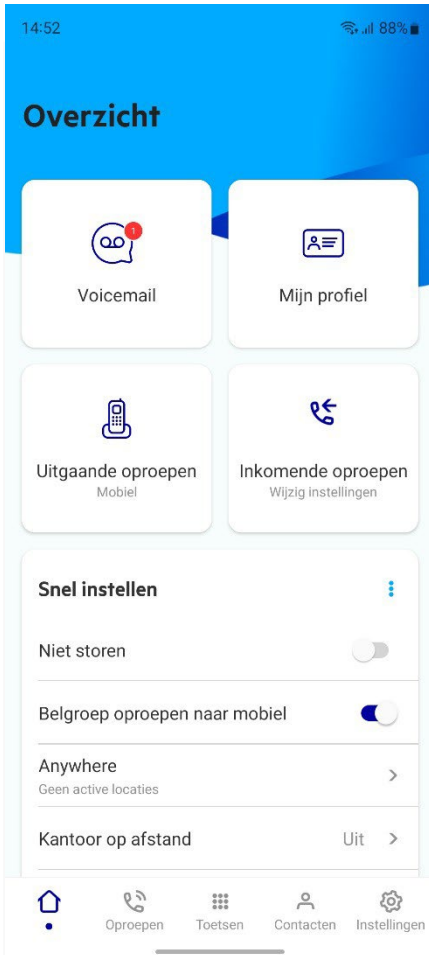 14:52 88%
Overzicht
1
Voicemail
Mijn profiel
Uitgaande oproepen
Mobiel
Inkomende oproepen
Wijzig instellingen
Snel instellen
Niet storen
Belgroep oproepen naar mobiel
Anywhere
Geen active locaties
Kantoor op afstand Uit
Oproepen Toetsen Contacten Instellingen